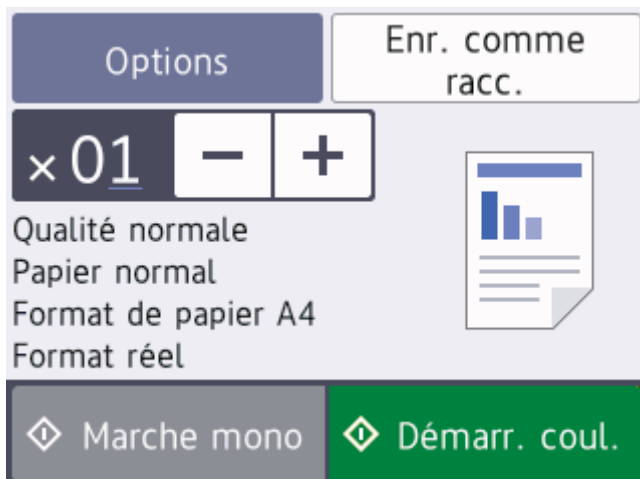 Options
Enr. comme
racc.
×01 − +
Qualité normale
Papier normal
Format de papier A4
Format réel
Marche mono
Démarr. coul.